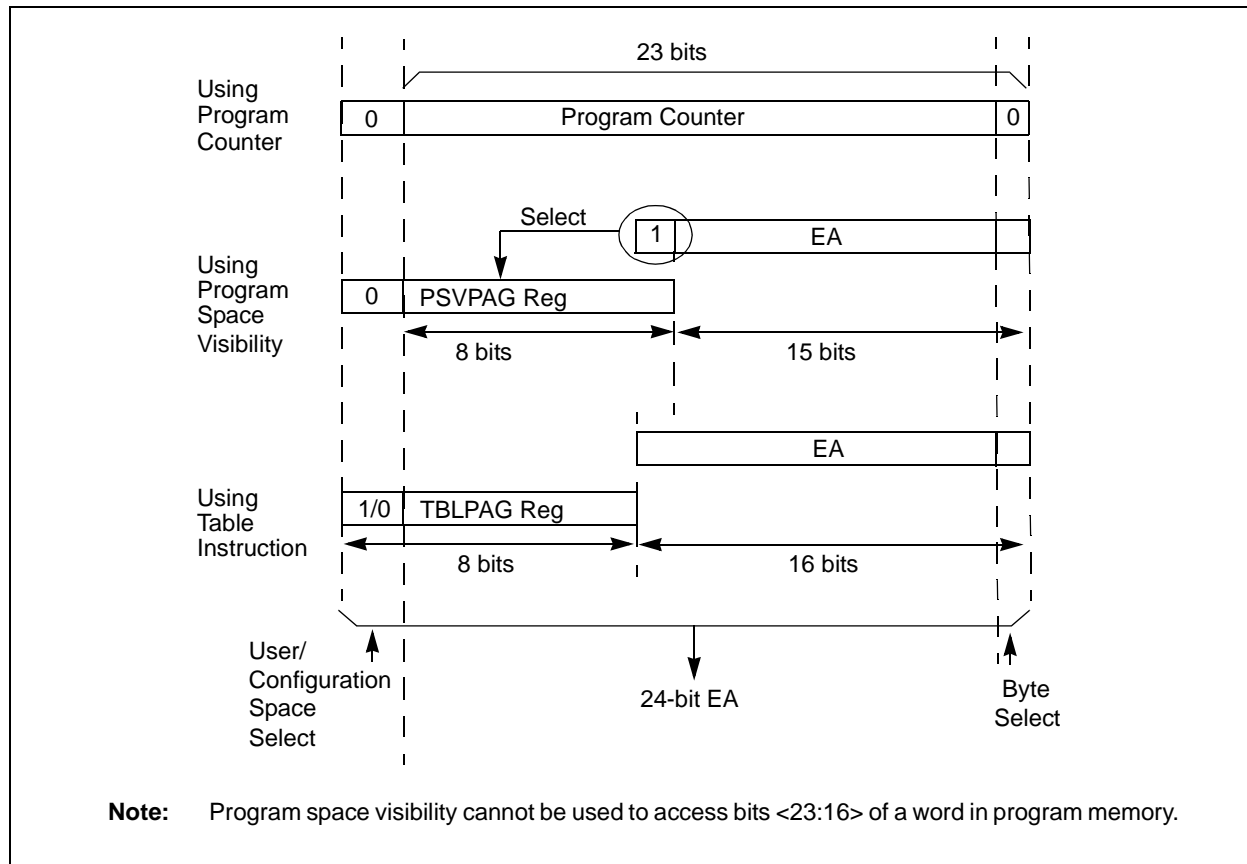 23 bits
Using
Program
Counter
0
Program Counter
0
Select
1
EA
Using
Program
Space
Visibility
0
PSVPAG Reg
8 bits
15 bits
EA
Using
Table
Instruction
1/0
TBLPAG Reg
8 bits
16 bits
User/
Configuration
Space
Select
24-bit EA
Byte
Select
Note: Program space visibility cannot be used to access bits <23:16> of a word in program memory.